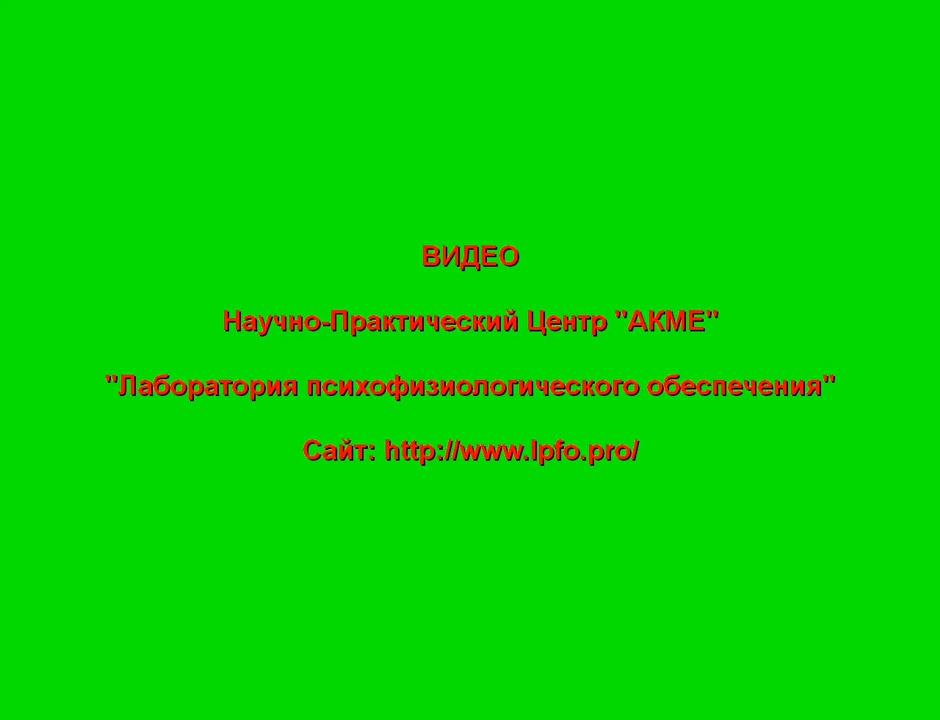 ВИДЕО
Научно-Практический Центр "АКМЕ"
"Лаборатория психофизиологического обеспечения"
Сайт: http://www.lpfo.pro/